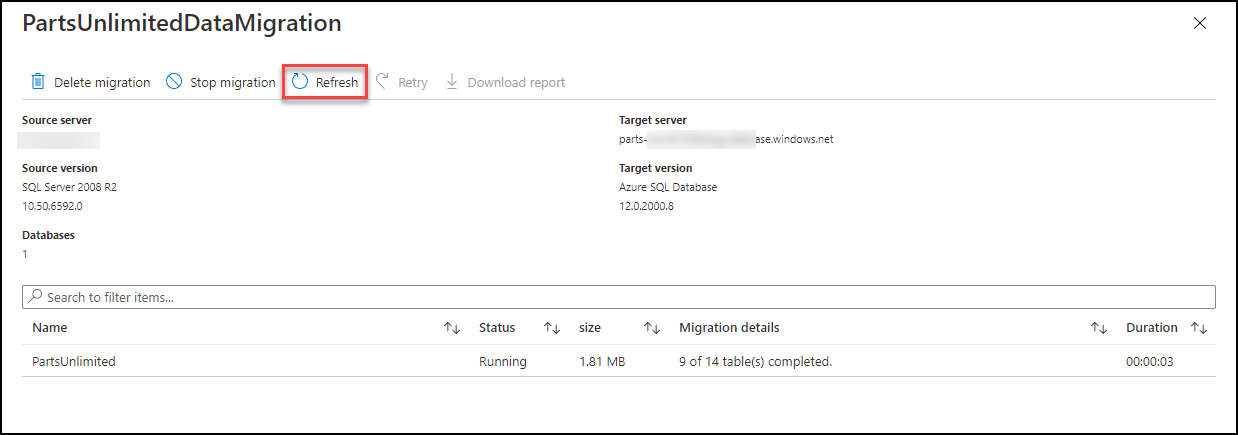 PartsUnlimitedDataMigration
Delete migration Stop migration Refresh Retry Download report
Source server Target server
parts- ase.windows.net
Source version Target version
SQL Server 2008 R2 Azure SQL Database
10.50.6592.0 12.0.2000.8
Databases
1
Search to filter items...
Name Status size Migration details Duration
PartsUnlimited Running 1.81 MB 9 of 14 table(s) completed. 00:00:03